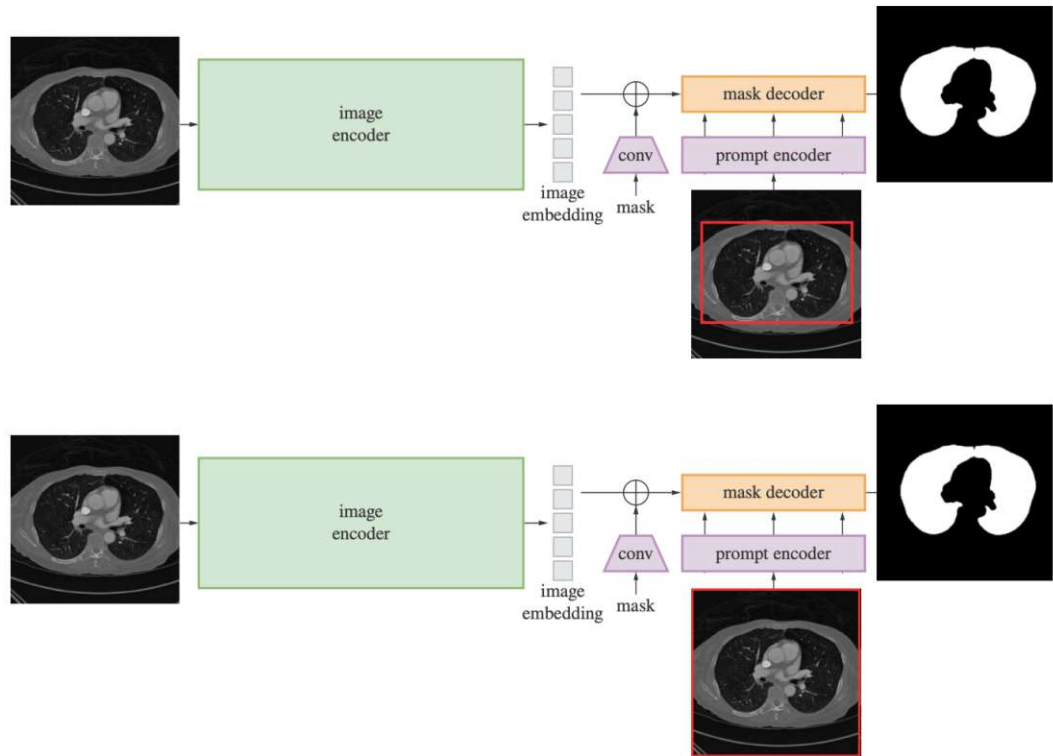 image
encoder
image
embedding
conv
mask
mask decoder
prompt encoder
image
encoder
image
embedding
conv
mask
mask decoder
prompt encoder